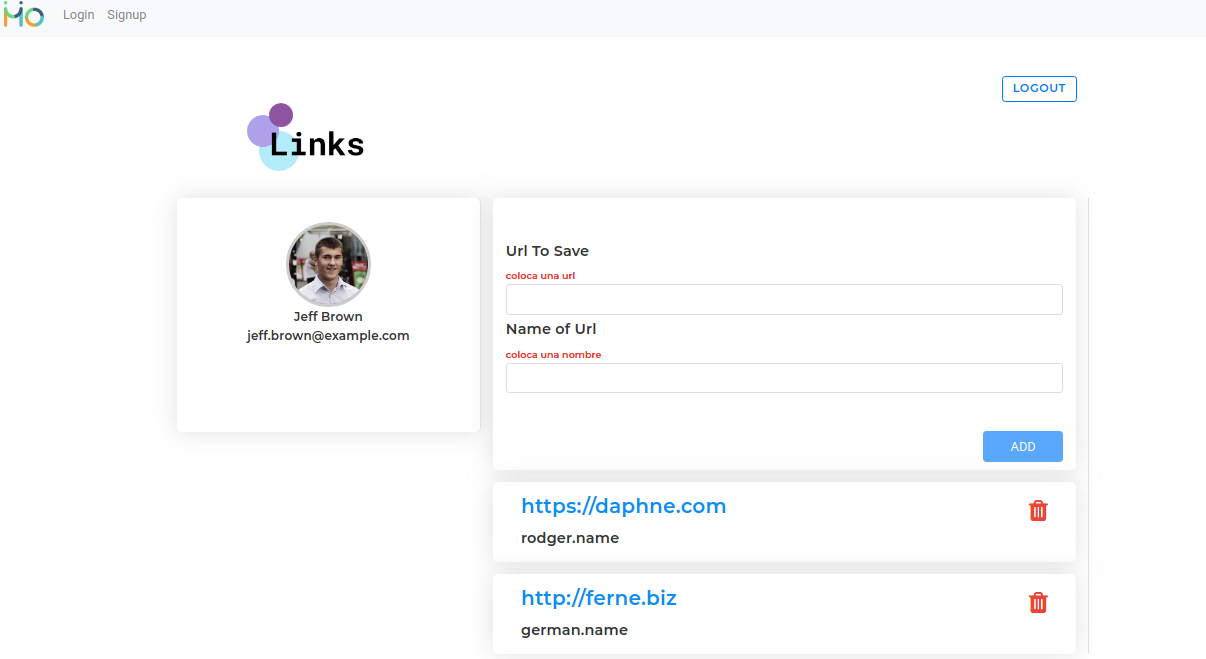 Login Signup
LOGOUT
Links
Jeff Brown
jeff.brown@example.com
Url To Save
coloca una url
Name of Url
coloca una nombre
ADD
https://daphne.com
rodger.name
http://ferne.biz
german.name